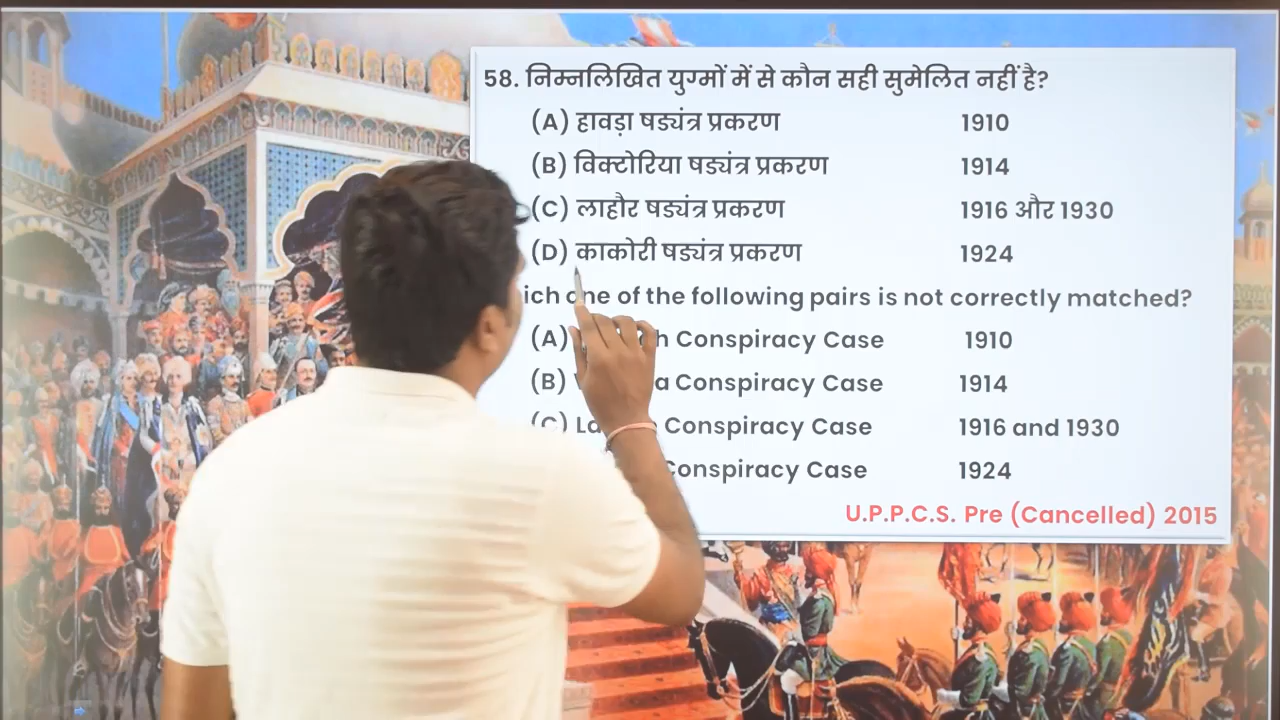 58. निम्नलिखित युग्मों में से कौन सही सुमेलित नहीं है?
(A) हावड़ा षड्यंत्र प्रकरण 1910
(B) विक्टोरिया षड्यंत्र प्रकरण 1914
(C) लाहौर षड्यंत्र प्रकरण 1916 और 1930
(D) काकोरी षड्यंत्र प्रकरण 1924
one of the following pairs is not correctly matched?
(A) Conspiracy Case 1910
(B) Conspiracy Case 1914
(C) Conspiracy Case 1916 and 1930
Conspiracy Case 1924
U.P.P.C.S. Pre (Cancelled) 2015